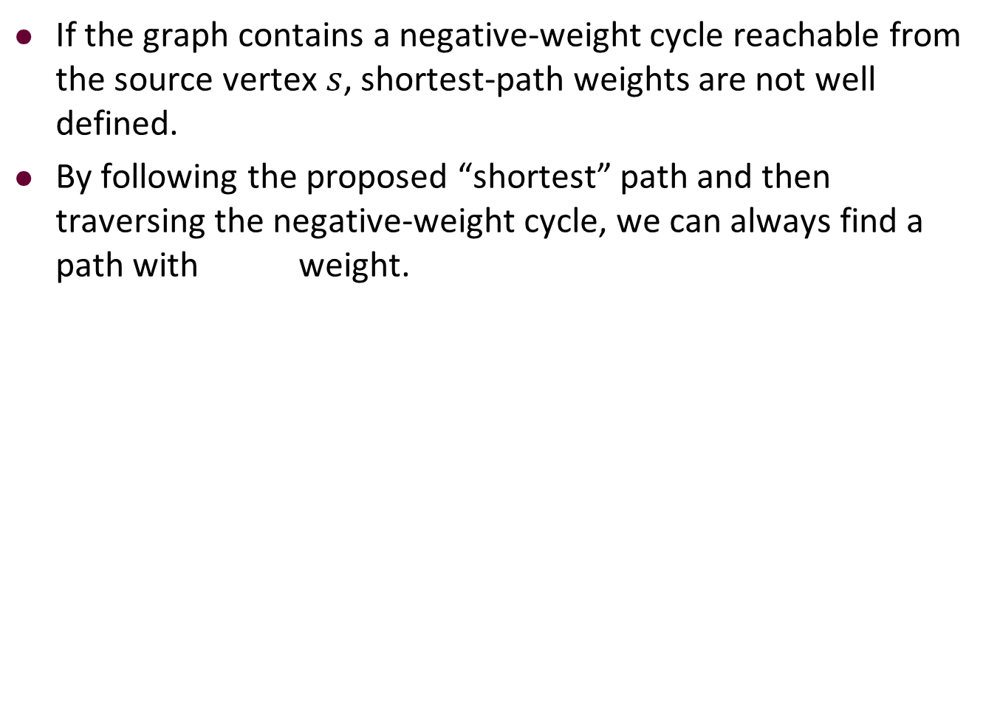 ● If the graph contains a negative-weight cycle reachable from
the source vertex s, shortest-path weights are not well
defined.
● By following the proposed “shortest” path and then
traversing the negative-weight cycle, we can always find a
path with weight.